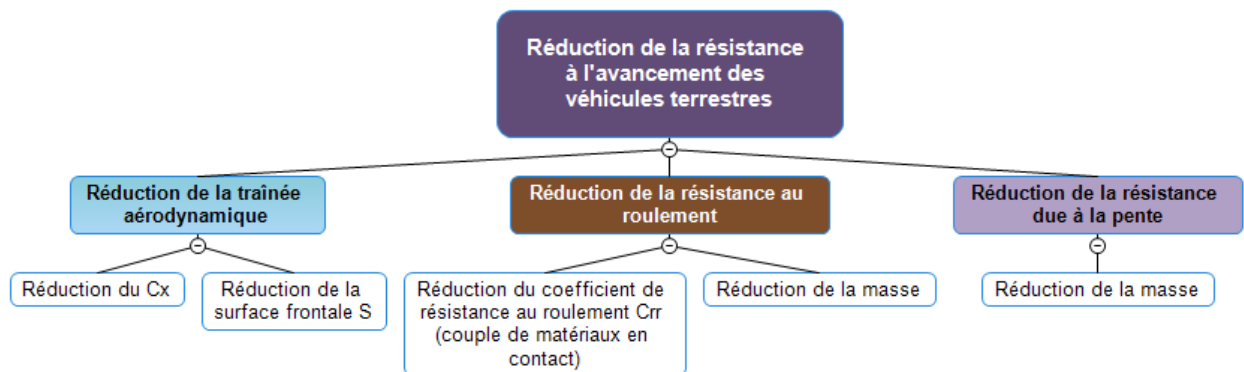 Réduction de la résistance
à l'avancement des
véhicules terrestres
Réduction de la traînée
aérodynamique
Réduction de la résistance au
roulement
Réduction de la résistance
due à la pente
Réduction du Cx
Réduction de la
surface frontale S
Réduction du coefficient de
résistance au roulement Crr
(couple de matériaux en
contact)
Réduction de la masse
Réduction de la masse